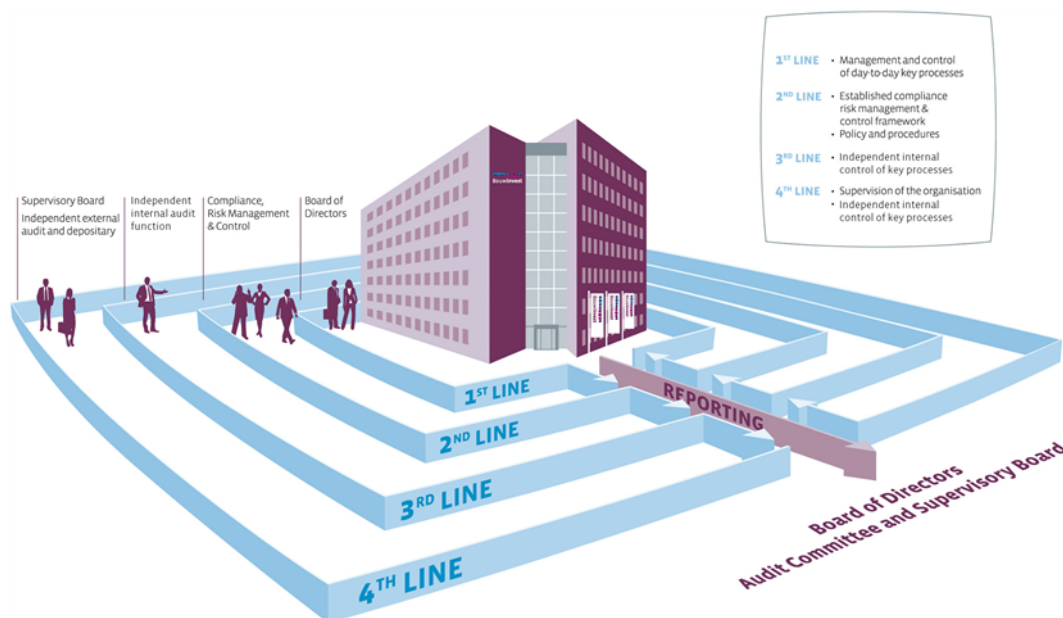 1ST LINE • Management and control
of day-to-day key processes
2ND LINE • Established compliance
risk management &
control framework
• Policy and procedures
3RD LINE • Independent internal
control of key processes
4TH LINE • Supervision of the organisation
• Independent internal
control of key processes
Supervisory Board
Independent external
audit and depositary
Independent
internal audit
function
Compliance,
Risk Management
& Control
Board of
Directors
bouwinvest
1ST LINE
2ND LINE
3RD LINE
4TH LINE
REPORTING
Board of Directors
Audit Committee and Supervisory Board